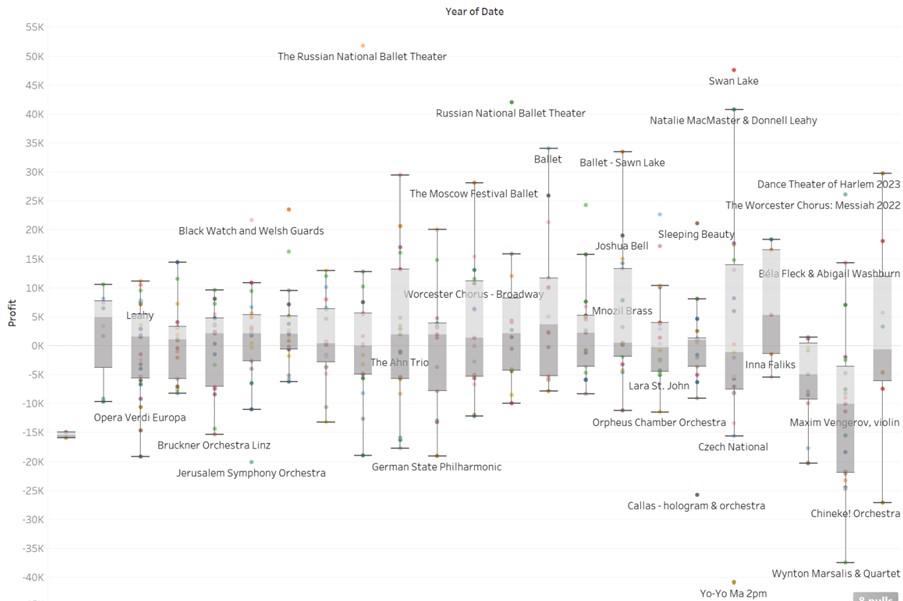 Year of Date
55K
50K
45K
40K
35K
30K
25K
20K
15K
10K
5K
0K
-5K
-10K
-15K
-20K
-25K
-30K
-35K
-40K
Profit
The Russian National Ballet Theater
Swan Lake
Russian National Ballet Theater
Natalie MacMaster & Donnell Leahy
Ballet
Ballet - Sawn Lake
The Moscow Festival Ballet
Dance Theater of Harlem 2023
The Worcester Chorus: Messiah 2022
Black Watch and Welsh Guards
Sleeping Beauty
Joshua Bell
Béla Fleck & Abigail Washburn
Worcester Chorus - Broadway
Leahy
Mnozil Brass
The Ahn Trio
Inna Faliks
Lara St. John
Opera Verdi Europa
Orpheus Chamber Orchestra
Maxim Vengerov, violin
Bruckner Orchestra Linz
Czech National
German State Philharmonic
Jerusalem Symphony Orchestra
Callas - hologram & orchestra
Chineke! Orchestra
Wynton Marsalis & Quartet
Yo-Yo Ma 2pm
8 nulls